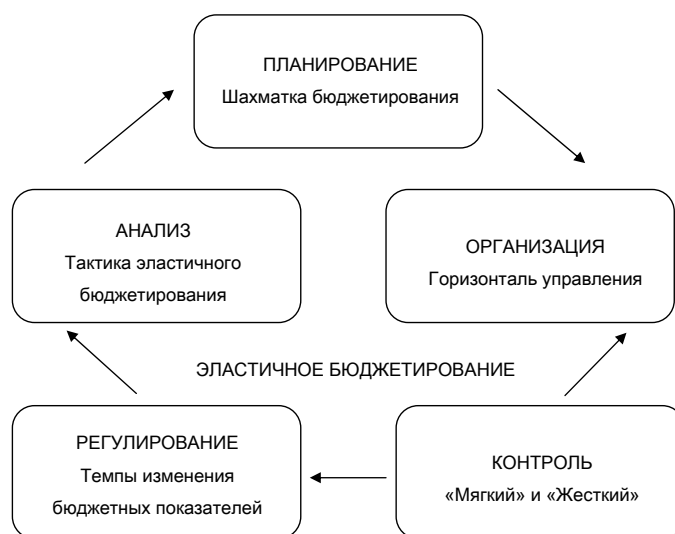 ПЛАНИРОВАНИЕ
Шахматка бюджетирования
АНАЛИЗ
Тактика эластичного
бюджетирования
ОРГАНИЗАЦИЯ
Горизонталь управления
ЭЛАСТИЧНОЕ БЮДЖЕТИРОВАНИЕ
РЕГУЛИРОВАНИЕ
Темпы изменения
бюджетных показателей
КОНТРОЛЬ
«Мягкий» и «Жесткий»